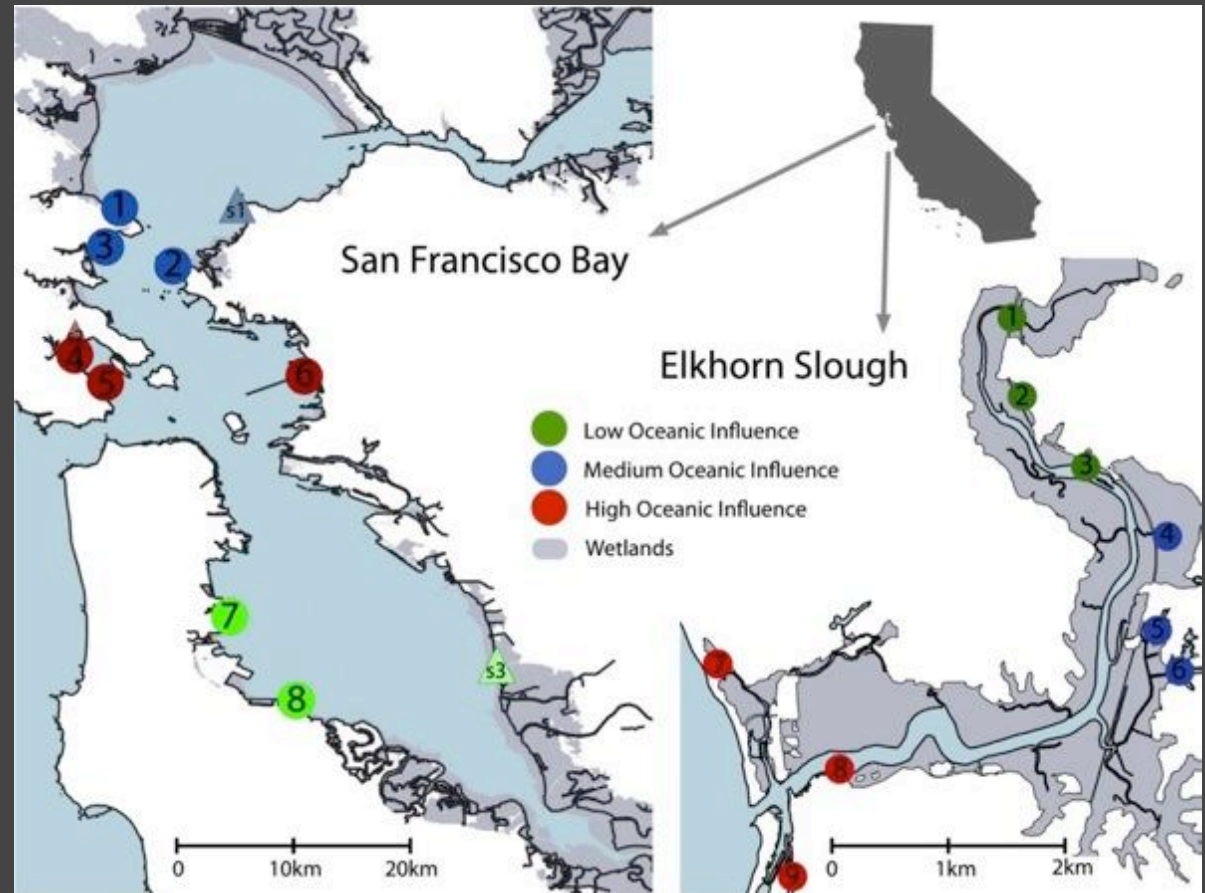 1
s1
3
2
San Francisco Bay
4
5
6
Elkhorn Slough
Low Oceanic Influence
Medium Oceanic Influence
High Oceanic Influence
Wetlands
7
8
s3
0 10km 20km
1
2
3
4
5
6
7
8
9
0 1km 2km